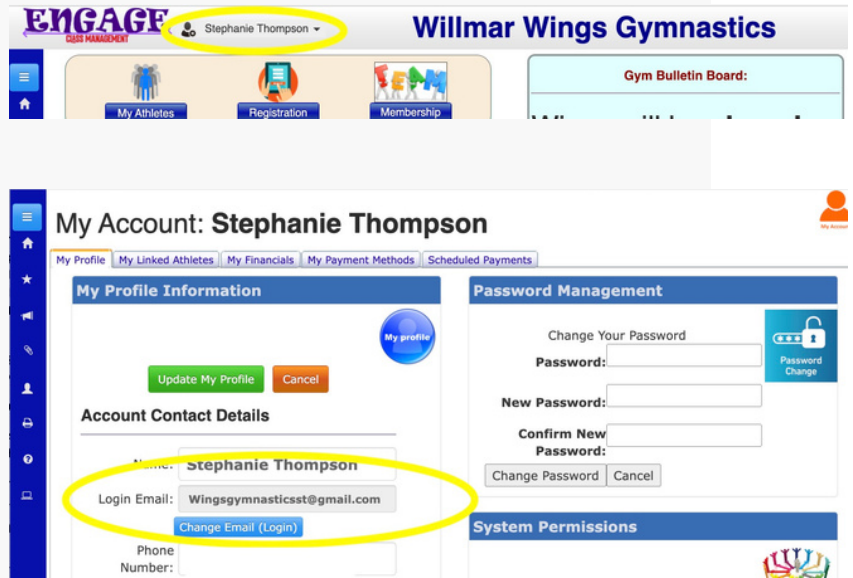 ENGAGE
CLASS MANAGEMENT
Stephanie Thompson
Willmar Wings Gymnastics
My Athletes
Registration
TEAM
Membership
Gym Bulletin Board:
My Account: Stephanie Thompson
My Account
My Profile My Linked Athletes My Financials My Payment Methods Scheduled Payments
My Profile Information
My profile
Update My Profile Cancel
Account Contact Details
Name: Stephanie Thompson
Login Email: Wingsgymnasticsst@gmail.com
Change Email (Login)
Phone
Number:
Password Management
Change Your Password
Password:
Password
Change
New Password:
Confirm New
Password:
Change Password Cancel
System Permissions